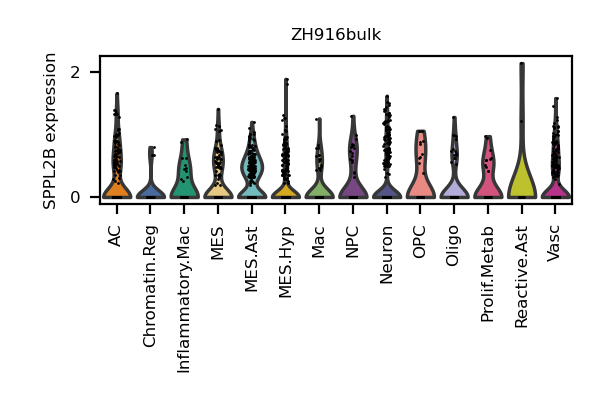 ZH916bulk
SPPL2B expression
2
0
AC
Chromatin.Reg
Inflammatory.Mac
MES
MES.Ast
MES.Hyp
Mac
NPC
Neuron
OPC
Oligo
Prolif.Metab
Reactive.Ast
Vasc